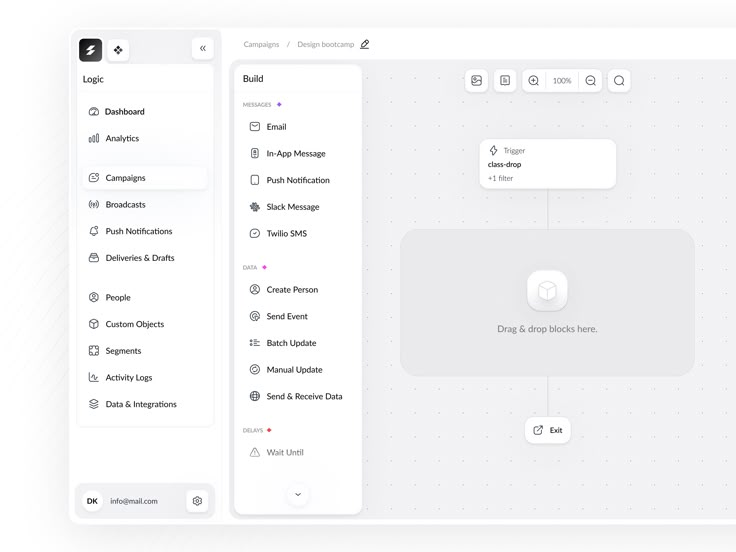 Logic
Dashboard
Analytics
Campaigns
Broadcasts
Push Notifications
Deliveries & Drafts
People
Custom Objects
Segments
Activity Logs
Data & Integrations
DK
info@mail.com
Campaigns / Design bootcamp
Build
MESSAGES
Email
In-App Message
Push Notification
Slack Message
Twilio SMS
DATA
Create Person
Send Event
Batch Update
Manual Update
Send & Receive Data
DELAYS
Wait Until
100%
Trigger
class-drop
+1 filter
Drag & drop blocks here.
Exit